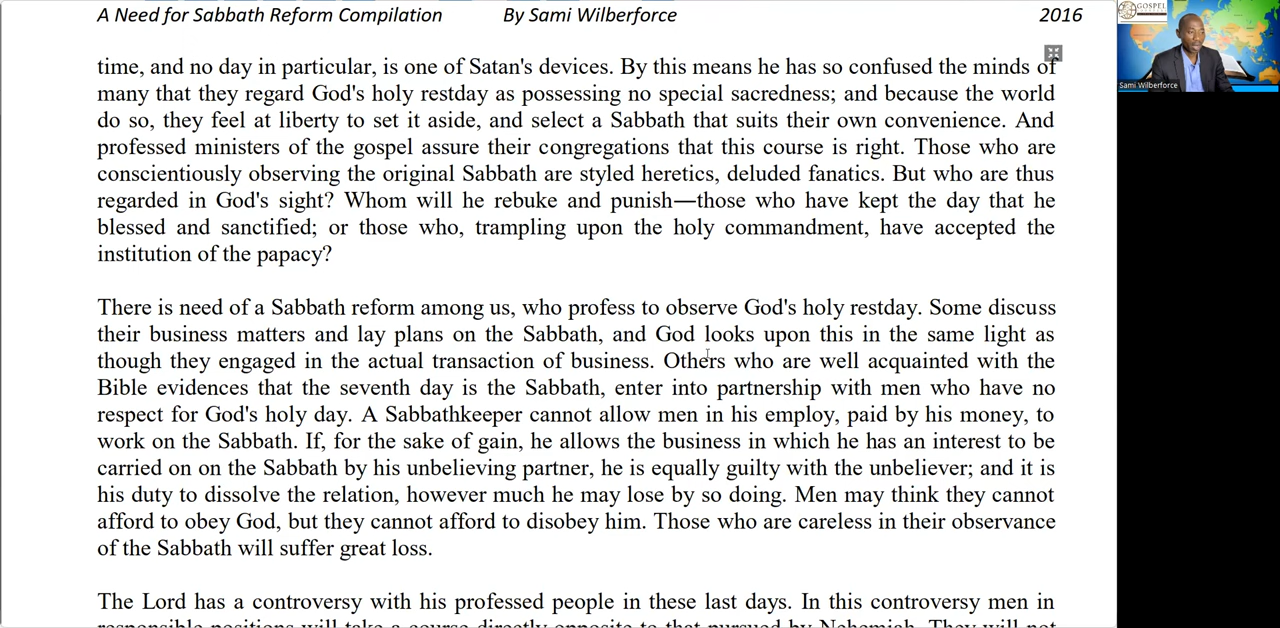 A Need for Sabbath Reform Compilation By Sami Wilberforce 2016
time, and no day in particular, is one of Satan's devices. By this means he has so confused the minds of
many that they regard God's holy restday as possessing no special sacredness; and because the world
do so, they feel at liberty to set it aside, and select a Sabbath that suits their own convenience. And
professed ministers of the gospel assure their congregations that this course is right. Those who are
conscientiously observing the original Sabbath are styled heretics, deluded fanatics. But who are thus
regarded in God's sight? Whom will he rebuke and punish—those who have kept the day that he
blessed and sanctified; or those who, trampling upon the holy commandment, have accepted the
institution of the papacy?
There is need of a Sabbath reform among us, who profess to observe God's holy restday. Some discuss
their business matters and lay plans on the Sabbath, and God looks upon this in the same light as
though they engaged in the actual transaction of business. Others who are well acquainted with the
Bible evidences that the seventh day is the Sabbath, enter into partnership with men who have no
respect for God's holy day. A Sabbathkeeper cannot allow men in his employ, paid by his money, to
work on the Sabbath. If, for the sake of gain, he allows the business in which he has an interest to be
carried on on the Sabbath by his unbelieving partner, he is equally guilty with the unbeliever; and it is
his duty to dissolve the relation, however much he may lose by so doing. Men may think they cannot
afford to obey God, but they cannot afford to disobey him. Those who are careless in their observance
of the Sabbath will suffer great loss.
The Lord has a controversy with his professed people in these last days. In this controversy men in
responsible positions will take a course directly opposite to that pursued by Nehemiah. They will not
GOSPEL
Sami Wilberforce